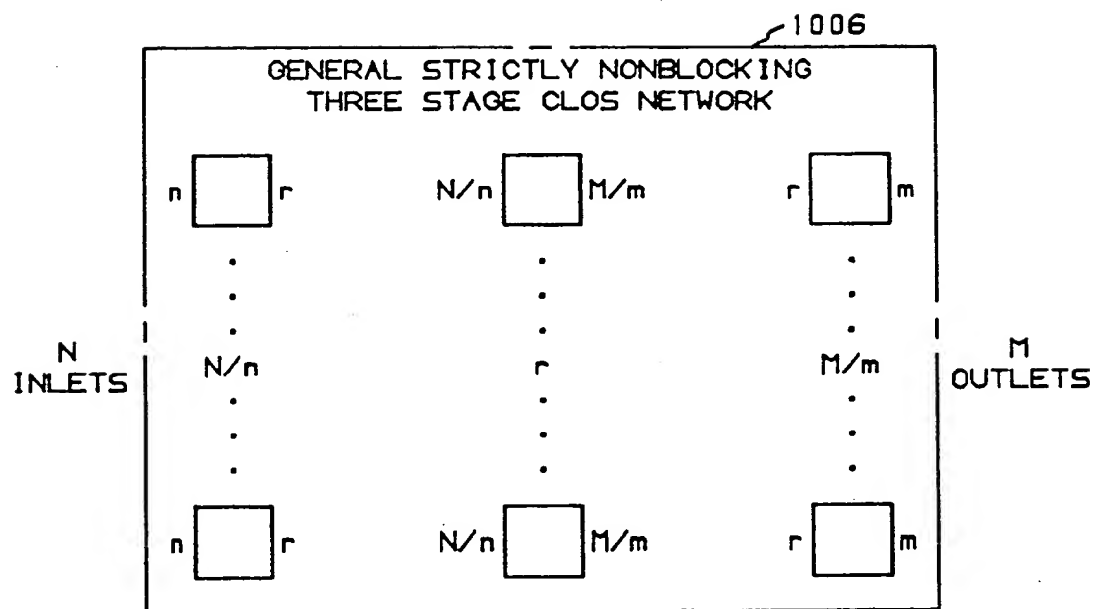 1006
GENERAL STRICTLY NONBLOCKING
THREE STAGE CLOS NETWORK
n r N/n M/m r m
N INLETS
N/n r M/m
M OUTLETS
n r N/n M/m r m